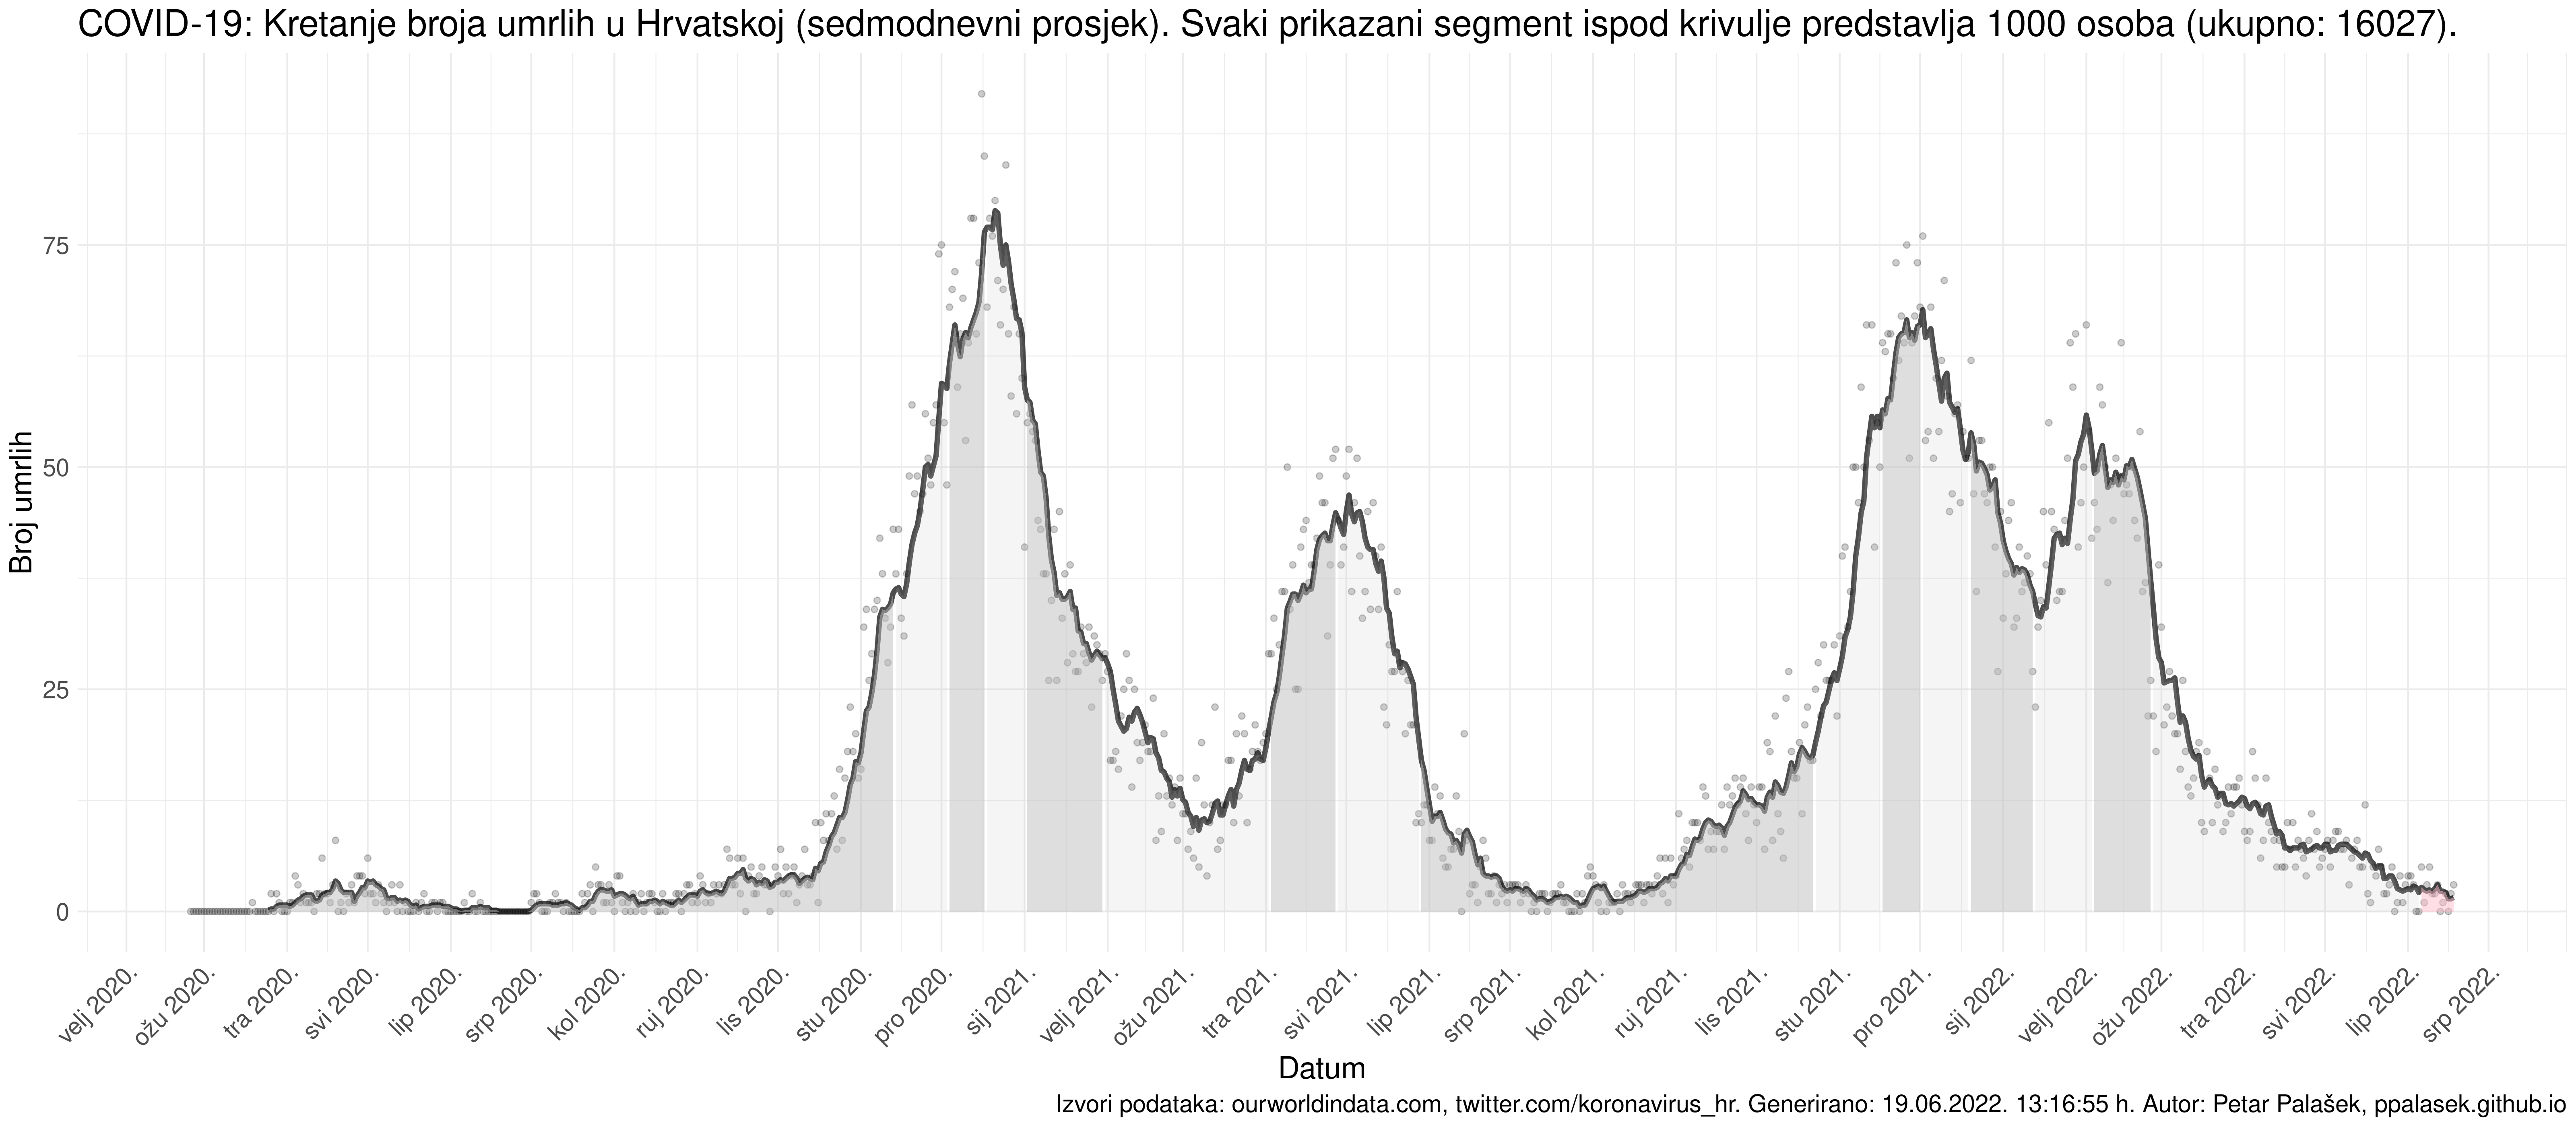 COVID-19: Kretanje broja umrlih u Hrvatskoj (sedmodnevni prosjek). Svaki prikazani segment ispod krivulje predstavlja 1000 osoba (ukupno: 16027).
Broj umrlih
75
50
25
0
velj 2020.
ožu 2020.
tra 2020.
svi 2020.
lip 2020.
srp 2020.
kol 2020.
ruj 2020.
lis 2020.
stu 2020.
pro 2020.
sij 2021.
velj 2021.
ožu 2021.
tra 2021.
svi 2021.
lip 2021.
srp 2021.
kol 2021.
ruj 2021.
lis 2021.
stu 2021.
pro 2021.
sij 2022.
velj 2022.
ožu 2022.
tra 2022.
svi 2022.
lip 2022.
srp 2022.
Datum
Izvori podataka: ourworldindata.com, twitter.com/koronavirus_hr. Generirano: 19.06.2022. 13:16:55 h. Autor: Petar Palašek, ppalasek.github.io